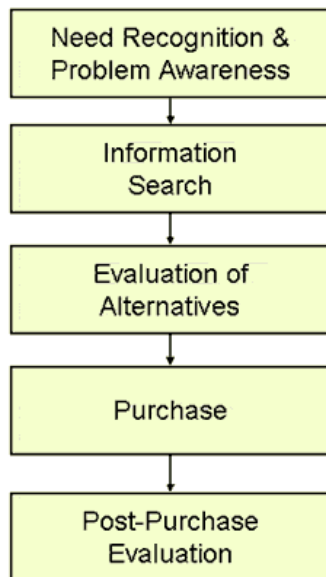 Need Recognition &
Problem Awareness
Information
Search
Evaluation of
Alternatives
Purchase
Post-Purchase
Evaluation